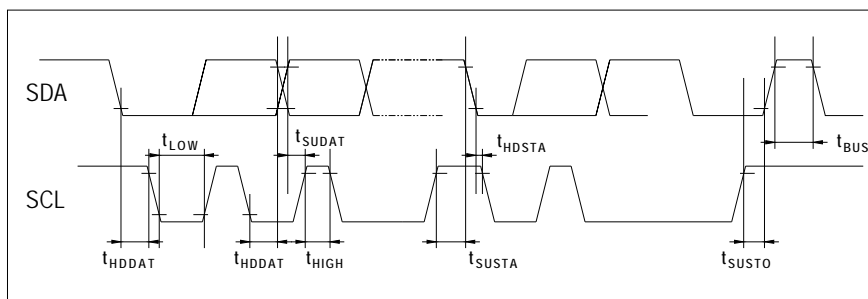 SDA
tLOW
tSUDAT
tHDSTA
tBUS
SCL
tHDDAT
tHDDAT
tHIGH
tSUSTA
tSUSTO